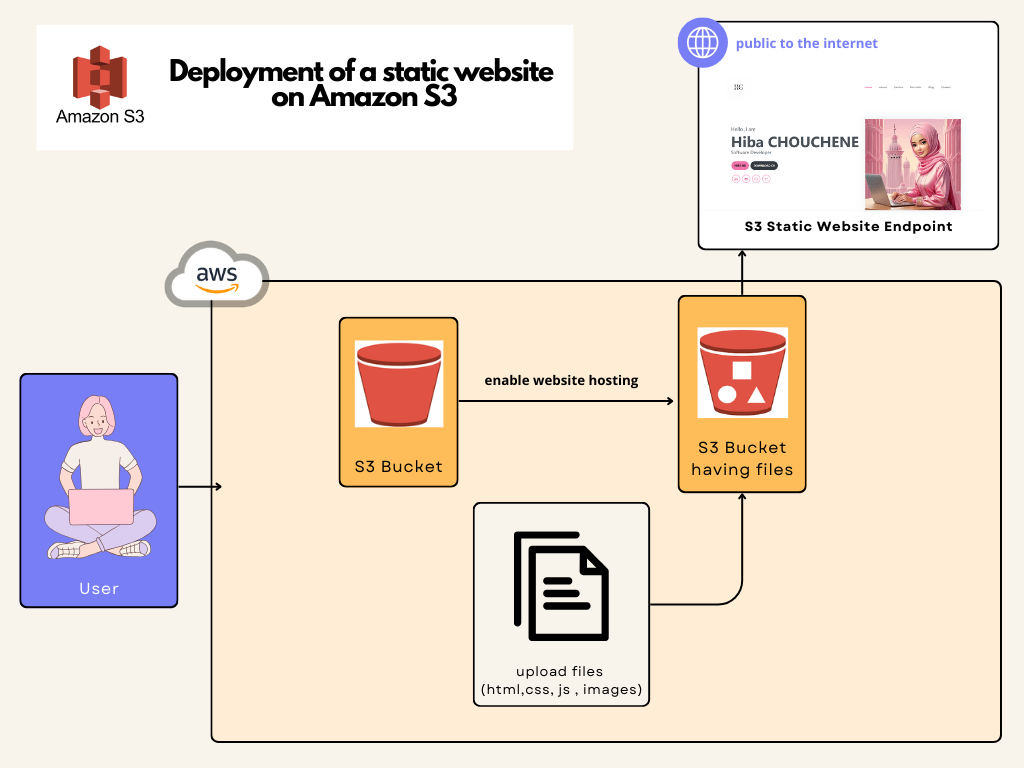 Deployment of a static website
on Amazon S3
Amazon S3
public to the internet
Hello, I am
Hiba CHOUCHENE
Software Developer
DOWNLOAD CV
S3 Static Website Endpoint
aws
enable website hosting
S3 Bucket
S3 Bucket
having files
User
upload files
(html,css, js , images)